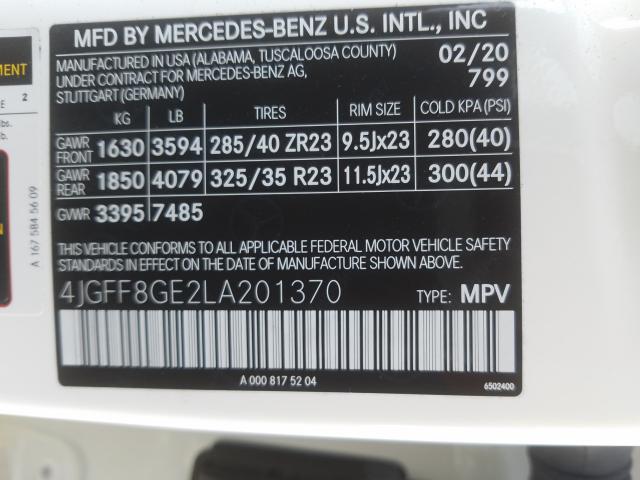 MFD BY MERCEDES-BENZ U.S. INTL., INC
MANUFACTURED IN USA (ALABAMA, TUSCALOOSA COUNTY) 02/20
UNDER CONTRACT FOR MERCEDES-BENZ AG, 799
STUTTGART (GERMANY)
KG LB TIRES RIM SIZE COLD KPA (PSI)
GAWR FRONT 1630 3594 285/40 ZR23 9.5Jx23 280(40)
GAWR REAR 1850 4079 325/35 R23 11.5Jx23 300(44)
GVWR 3395 7485
THIS VEHICLE CONFORMS TO ALL APPLICABLE FEDERAL MOTOR VEHICLE SAFETY
STANDARDS IN EFFECT ON THE DATE OF MANUFACTURE SHOWN ABOVE.
4JGFF8GE2LA201370 TYPE: MPV
A 000 817 52 04
6502400
A 167 584 56 09
MENT
2
lbs.